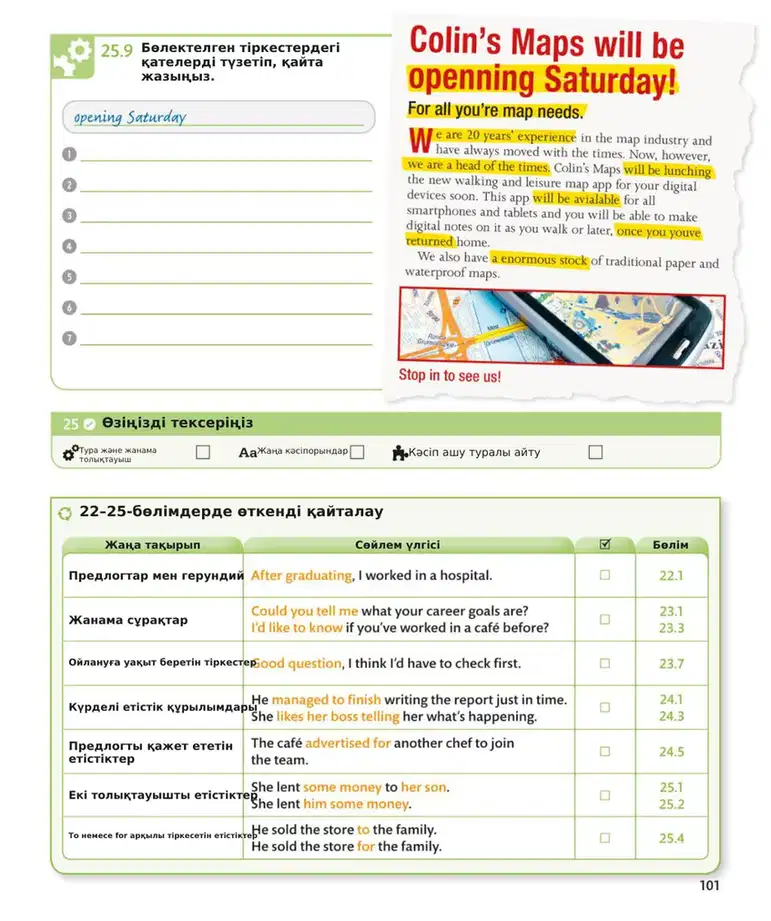 25.9 Бөлектелген тіркестердегі
қателерді түзетіп, қайта
жазыңыз.
opening Saturday
1
2
3
4
5
6
7
Colin's Maps will be
openning Saturday!
For all you're map needs.
We are 20 years' experience in the map industry and
have always moved with the times. Now, however,
we are a head of the times. Colin's Maps will be lunching
the new walking and leisure map app for your digital
devices soon. This app will be avialable for all
smartphones and tablets and you will be able to make
digital notes on it as you walk or later, once you youve
returned home.
We also have a enormous stock of traditional paper and
waterproof maps.
Stop in to see us!
25 Өзіңізді тексеріңіз
Тура және жанама
толықтауыш
Aa Жаңа кәсіпорындар
Кәсіп ашу туралы айту
22–25-бөлімдерде өткенді қайталау
Жаңа тақырып Сөйлем үлгісі Бөлім
Предлогтар мен герундий After graduating, I worked in a hospital. 22.1
Жанама сұрақтар
Could you tell me what your career goals are? 23.1
I'd like to know if you've worked in a café before? 23.3
Ойлануға уақыт беретін тіркестер Good question, I think I'd have to check first. 23.7
Күрделі етістік құрылымдары
He managed to finish writing the report just in time. 24.1
She likes her boss telling her what's happening. 24.3
Предлогты қажет ететін
етістіктер
The café advertised for another chef to join
the team.
24.5
Екі толықтауышты етістіктер
She lent some money to her son. 25.1
She lent him some money. 25.2
To немесе for арқылы тіркесетін етістіктер
He sold the store to the family.
He sold the store for the family.
25.4
101